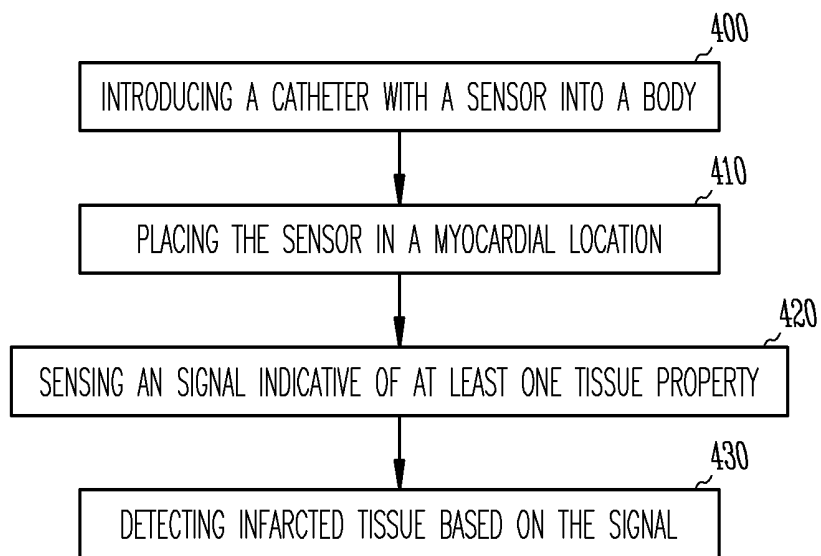 400
INTRODUCING A CATHETER WITH A SENSOR INTO A BODY
410
PLACING THE SENSOR IN A MYOCARDIAL LOCATION
420
SENSING AN SIGNAL INDICATIVE OF AT LEAST ONE TISSUE PROPERTY
430
DETECTING INFARCTED TISSUE BASED ON THE SIGNAL